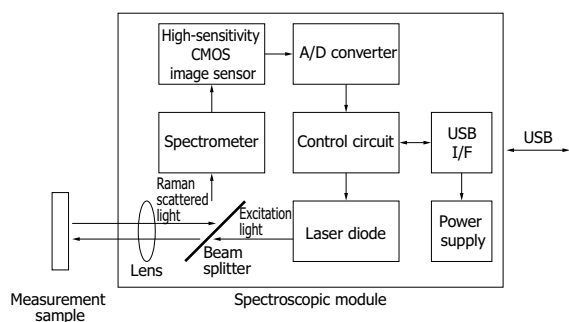 High-sensitivity
CMOS
image sensor
A/D converter
Spectrometer
Control circuit
USB
I/F
USB
Raman
scattered
light
Excitation
light
Laser diode
Power
supply
Lens
Beam
splitter
Measurement
sample
Spectroscopic module